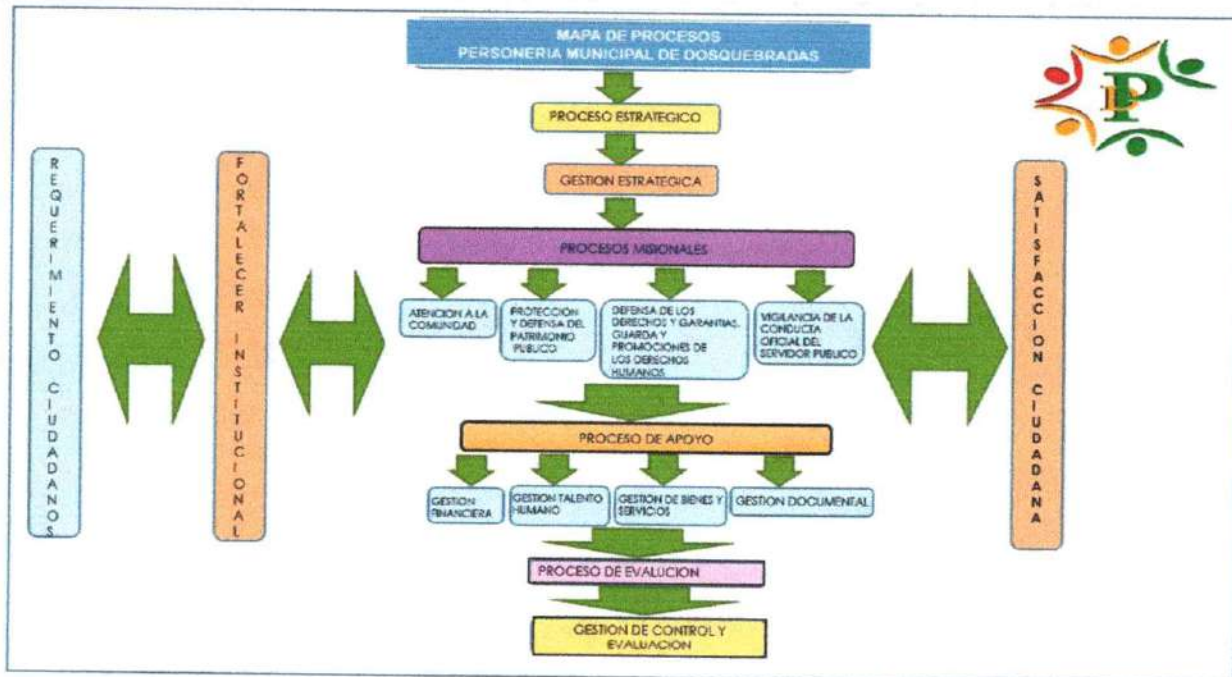 MAPA DE PROCESOS
PERSONERIA MUNICIPAL DE DOSQUEBRADAS
PROCESO ESTRATEGICO
GESTION ESTRATEGICA
REQUERIMIENTO CIUDADANOS
FORTALECER INSTITUCIONAL
PROCESOS MISIONALES
ATENCION A LA
COMUNIDAD
PROTECCION
Y DEFENSA DEL
PATRIMONIO
PUBLICO
DEFENSA DE LOS
DERECHOS Y GARANTIAS,
GUARDA Y
PROMOCIONES DE
LOS DERECHOS
HUMANOS
VIGILANCIA DE LA
CONDUCTA
OFICIAL DEL
SERVIDOR PUBLICO
SATISFACCION CIUDADANA
PROCESO DE APOYO
GESTION
FINANCIERA
GESTION TALENTO
HUMANO
GESTION DE BIENES Y
SERVICIOS
GESTION DOCUMENTAL
PROCESO DE EVALUCION
GESTION DE CONTROL Y
EVALUACION